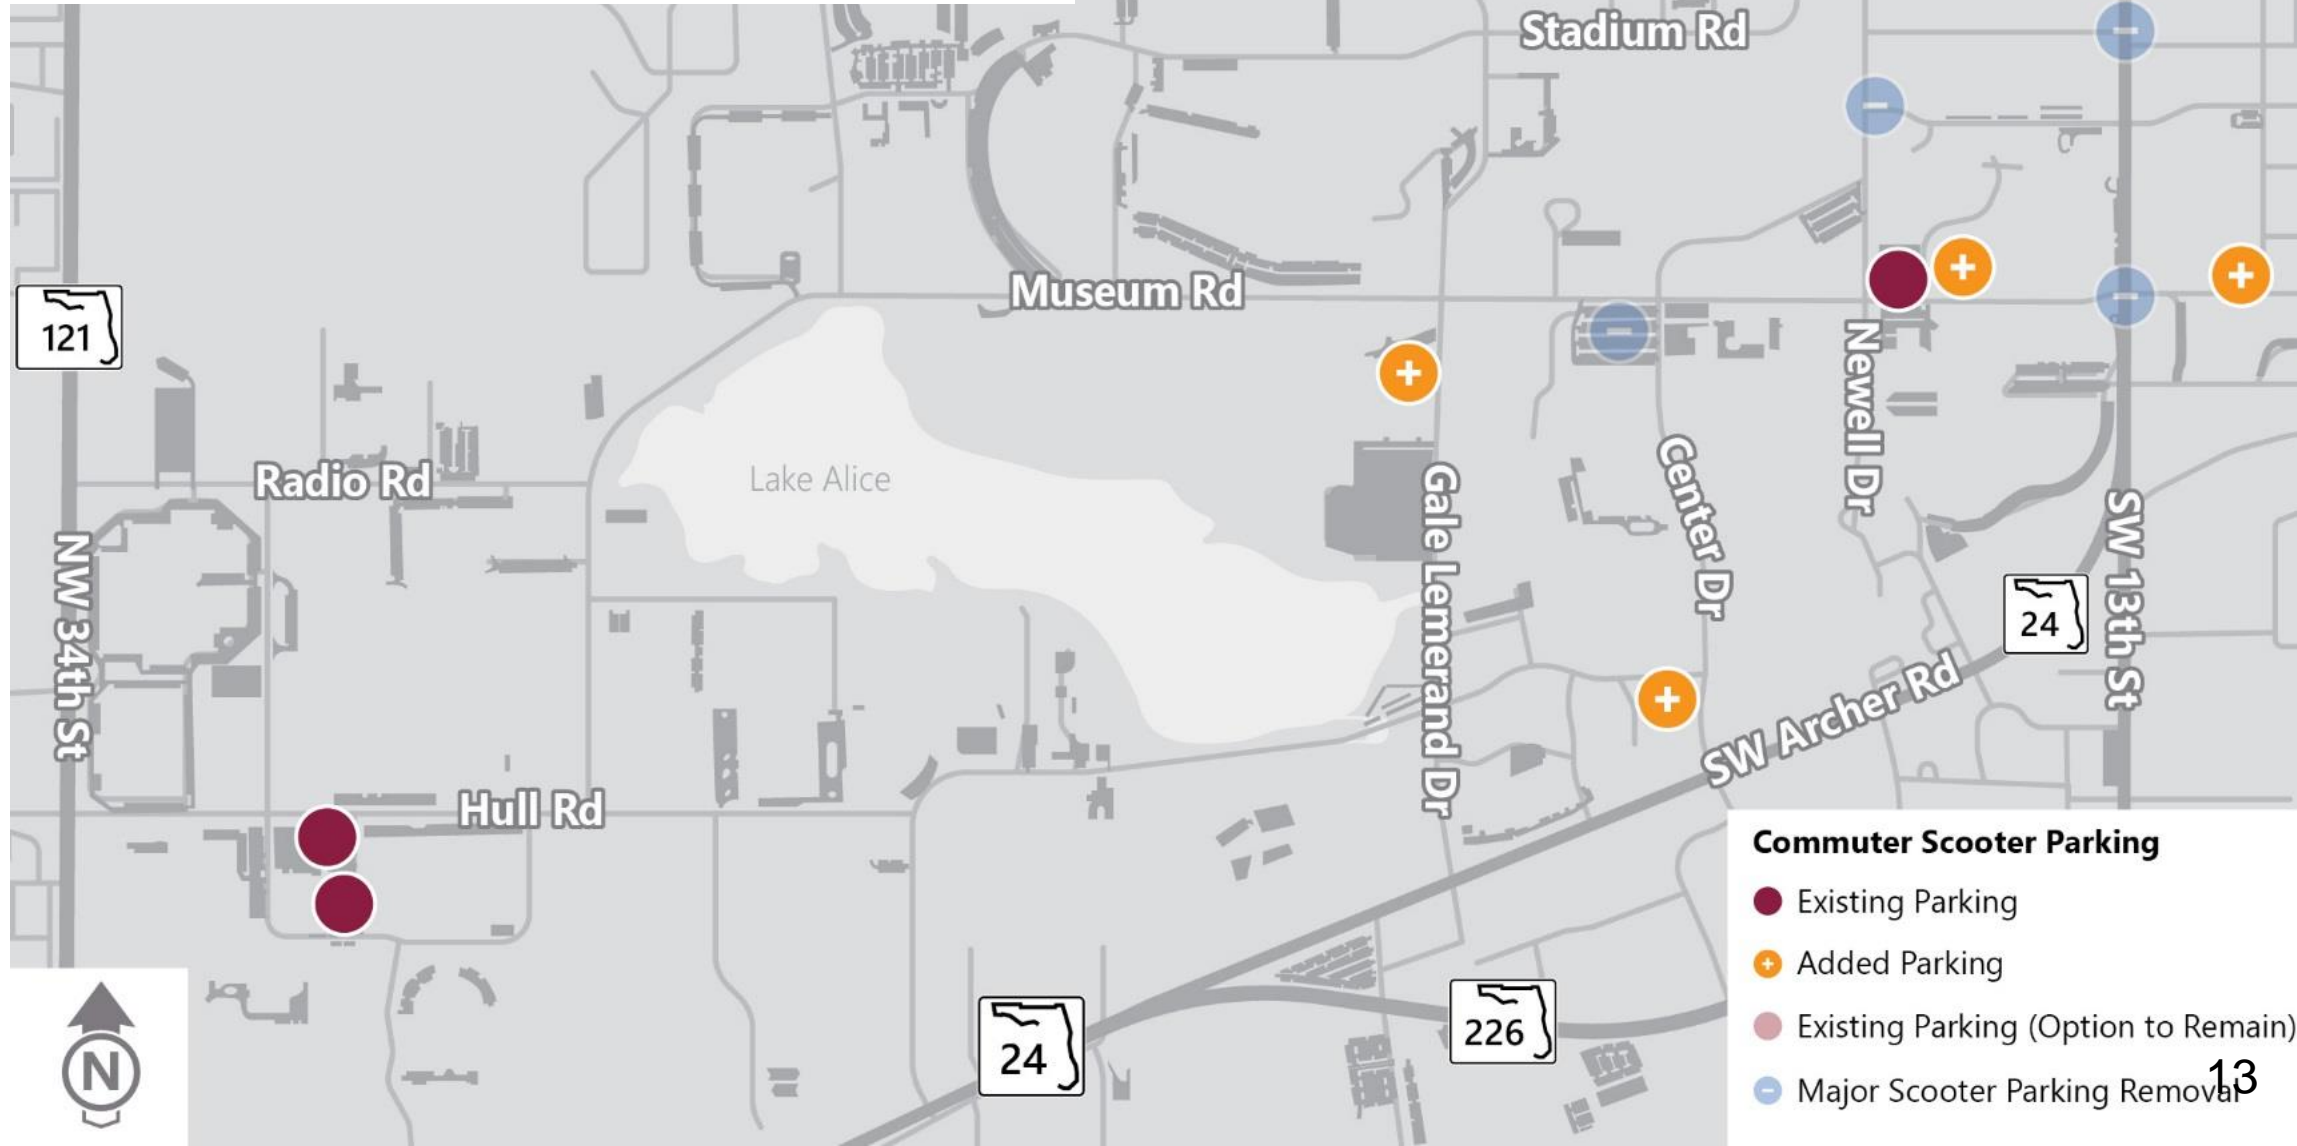 Stadium Rd
Museum Rd
121
Newell Dr
Lake Alice
Radio Rd
Gale Lemerand Dr
Center Dr
SW 13th St
NW 34th St
24
SW Archer Rd
Hull Rd
Commuter Scooter Parking
Existing Parking
Added Parking
Existing Parking (Option to Remain)
Major Scooter Parking Removal
13
24
226
N